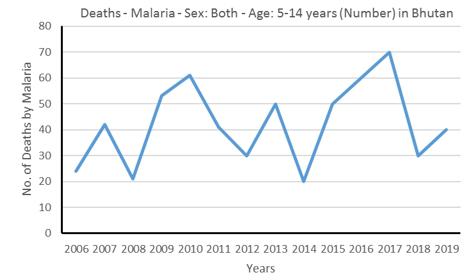 Deaths - Malaria - Sex: Both - Age: 5-14 years (Number) in Bhutan
No. of Deaths by Malaria
80
70
60
50
40
30
20
10
0
2006 2007 2008 2009 2010 2011 2012 2013 2014 2015 2016 2017 2018 2019
Years